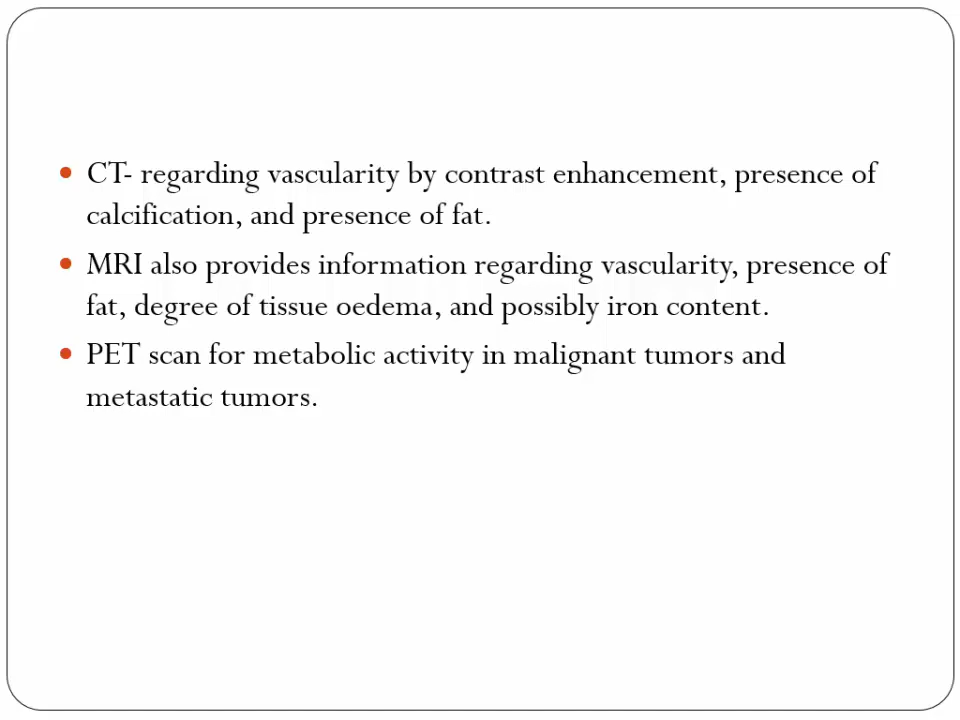 CT- regarding vascularity by contrast enhancement, presence of
calcification, and presence of fat.
MRI also provides information regarding vascularity, presence of
fat, degree of tissue oedema, and possibly iron content.
PET scan for metabolic activity in malignant tumors and
metastatic tumors.